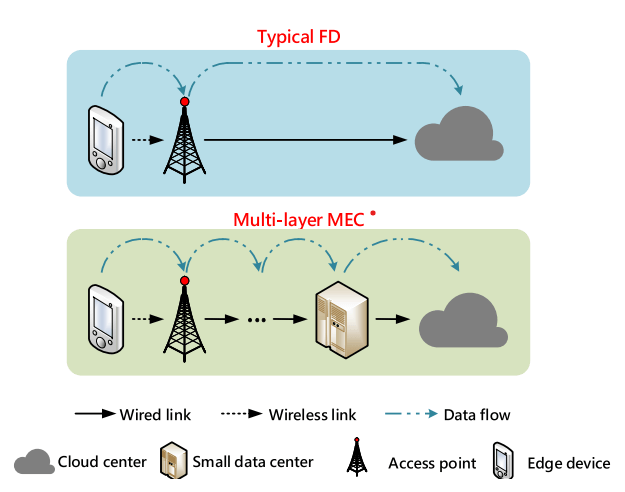 Typical FD
Multi-layer MEC *
...
Wired link Wireless link Data flow
Cloud center Small data center Access point Edge device